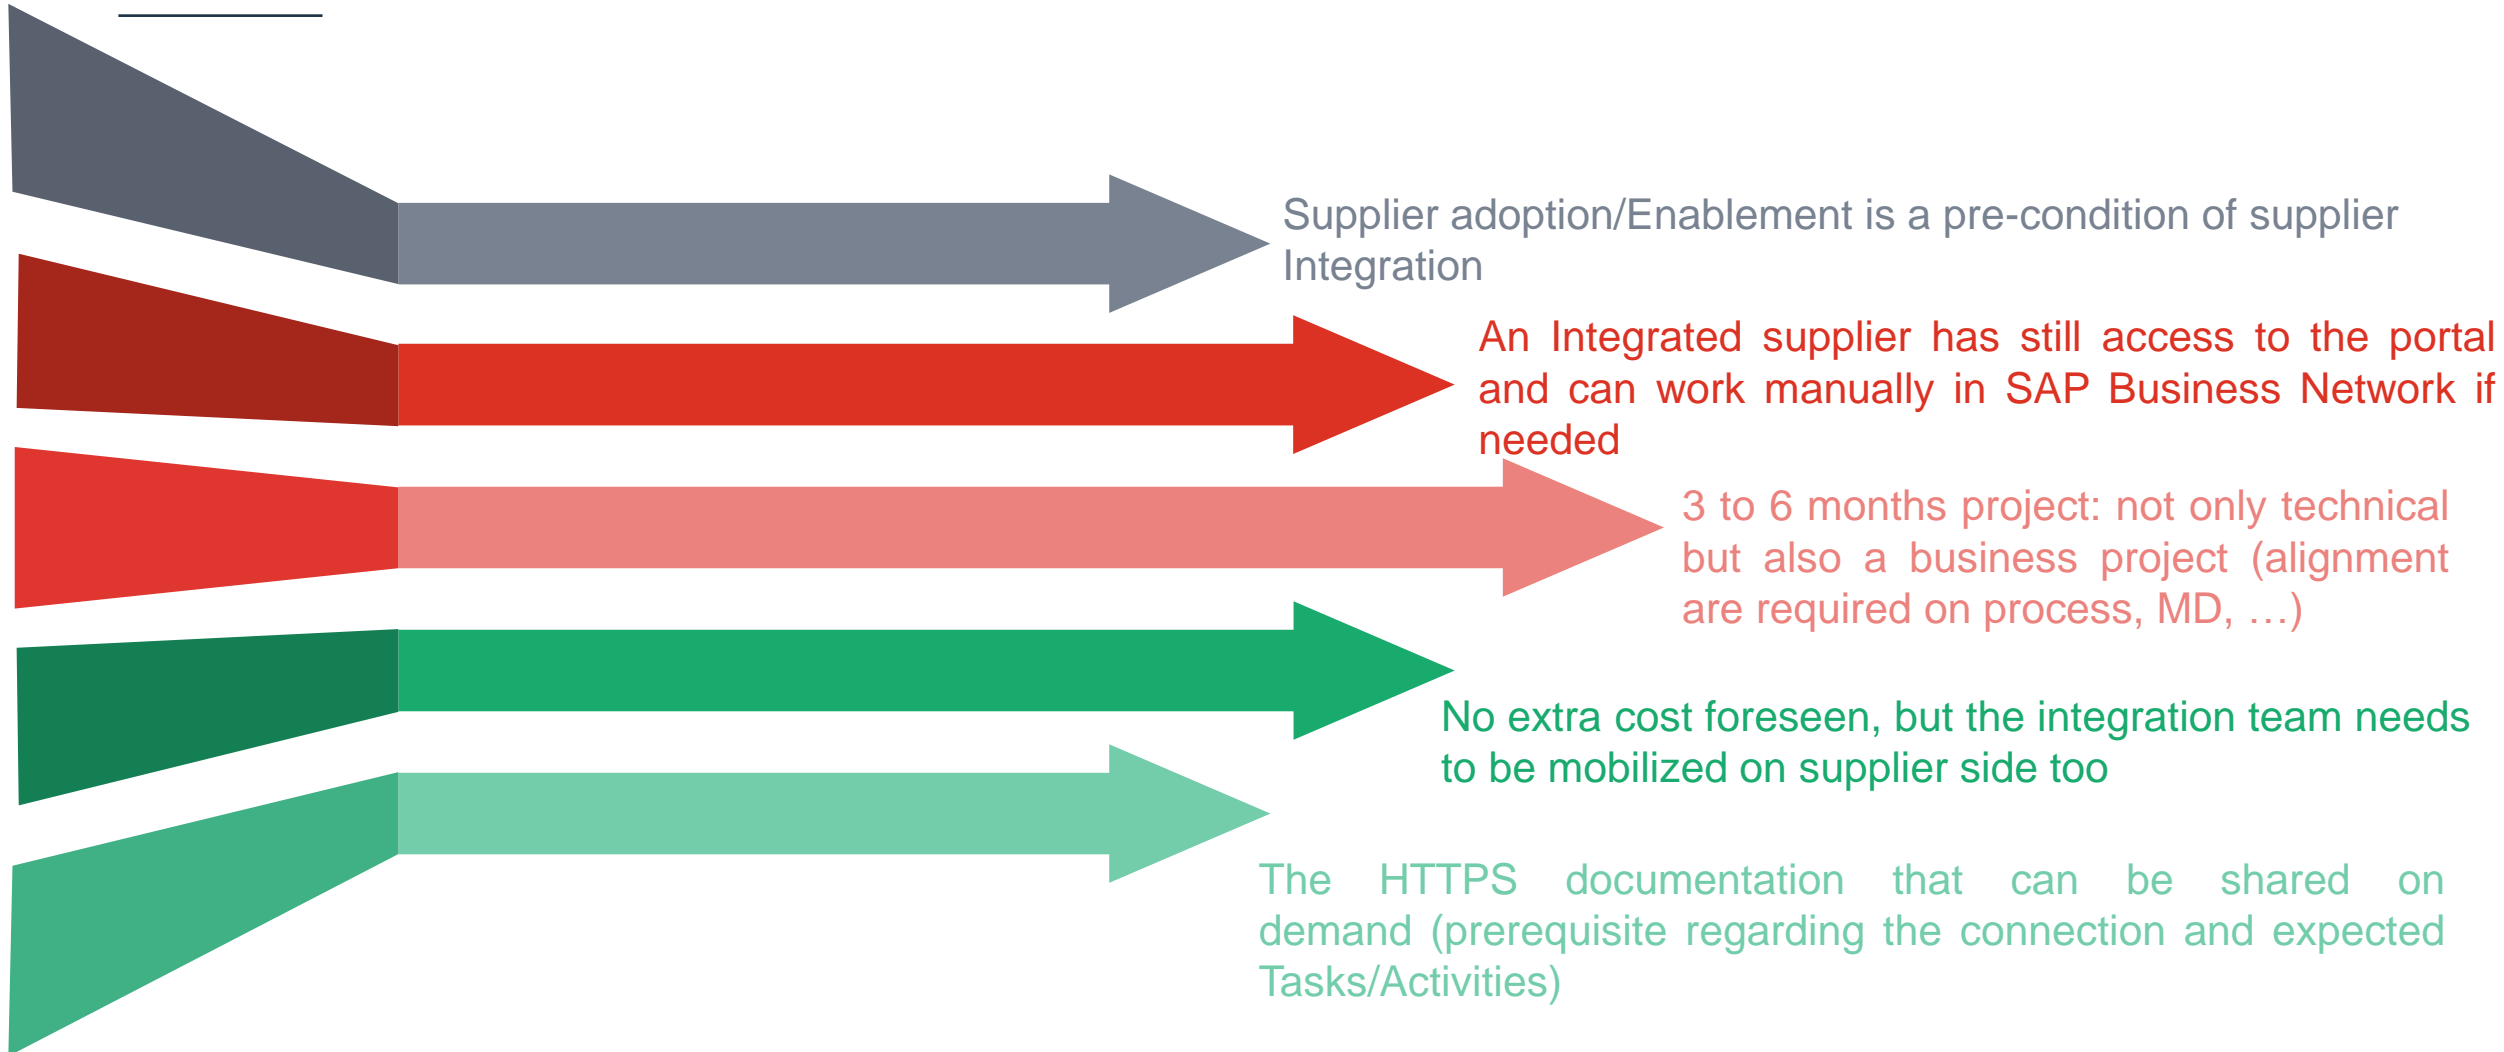 Supplier adoption/Enablement is a pre-condition of supplier
Integration
An Integrated supplier has still access to the portal
and can work manually in SAP Business Network if
needed
3 to 6 months project: not only technical
but also a business project (alignment
are required on process, MD, …)
No extra cost foreseen, but the integration team needs
to be mobilized on supplier side too
The HTTPS documentation that can be shared on
demand (prerequisite regarding the connection and expected
Tasks/Activities)